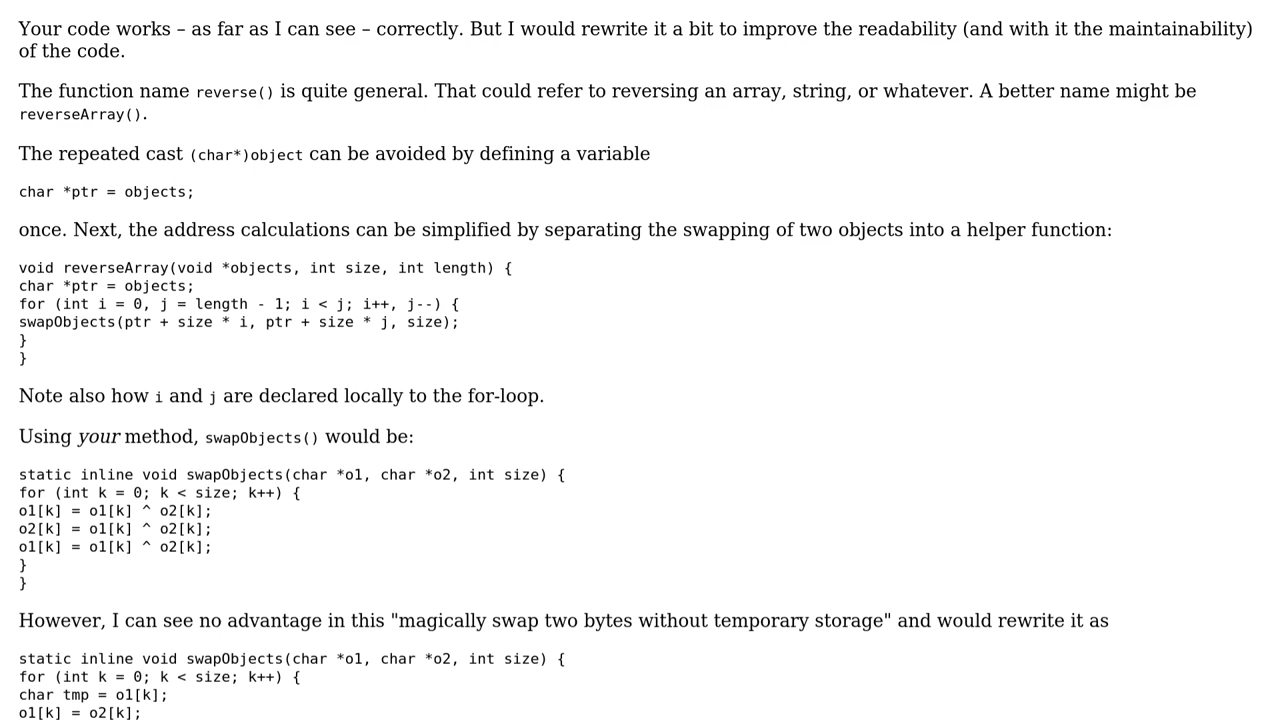 Your code works – as far as I can see – correctly. But I would rewrite it a bit to improve the readability (and with it the maintainability)
of the code.
The function name reverse() is quite general. That could refer to reversing an array, string, or whatever. A better name might be
reverseArray().
The repeated cast (char*)object can be avoided by defining a variable
char *ptr = objects;
once. Next, the address calculations can be simplified by separating the swapping of two objects into a helper function:
void reverseArray(void *objects, int size, int length) {
char *ptr = objects;
for (int i = 0, j = length - 1; i < j; i++, j--) {
swapObjects(ptr + size * i, ptr + size * j, size);
}
}
Note also how i and j are declared locally to the for-loop.
Using your method, swapObjects() would be:
static inline void swapObjects(char *o1, char *o2, int size) {
for (int k = 0; k < size; k++) {
o1[k] = o1[k] ^ o2[k];
o2[k] = o1[k] ^ o2[k];
o1[k] = o1[k] ^ o2[k];
}
}
However, I can see no advantage in this "magically swap two bytes without temporary storage" and would rewrite it as
static inline void swapObjects(char *o1, char *o2, int size) {
for (int k = 0; k < size; k++) {
char tmp = o1[k];
o1[k] = o2[k];